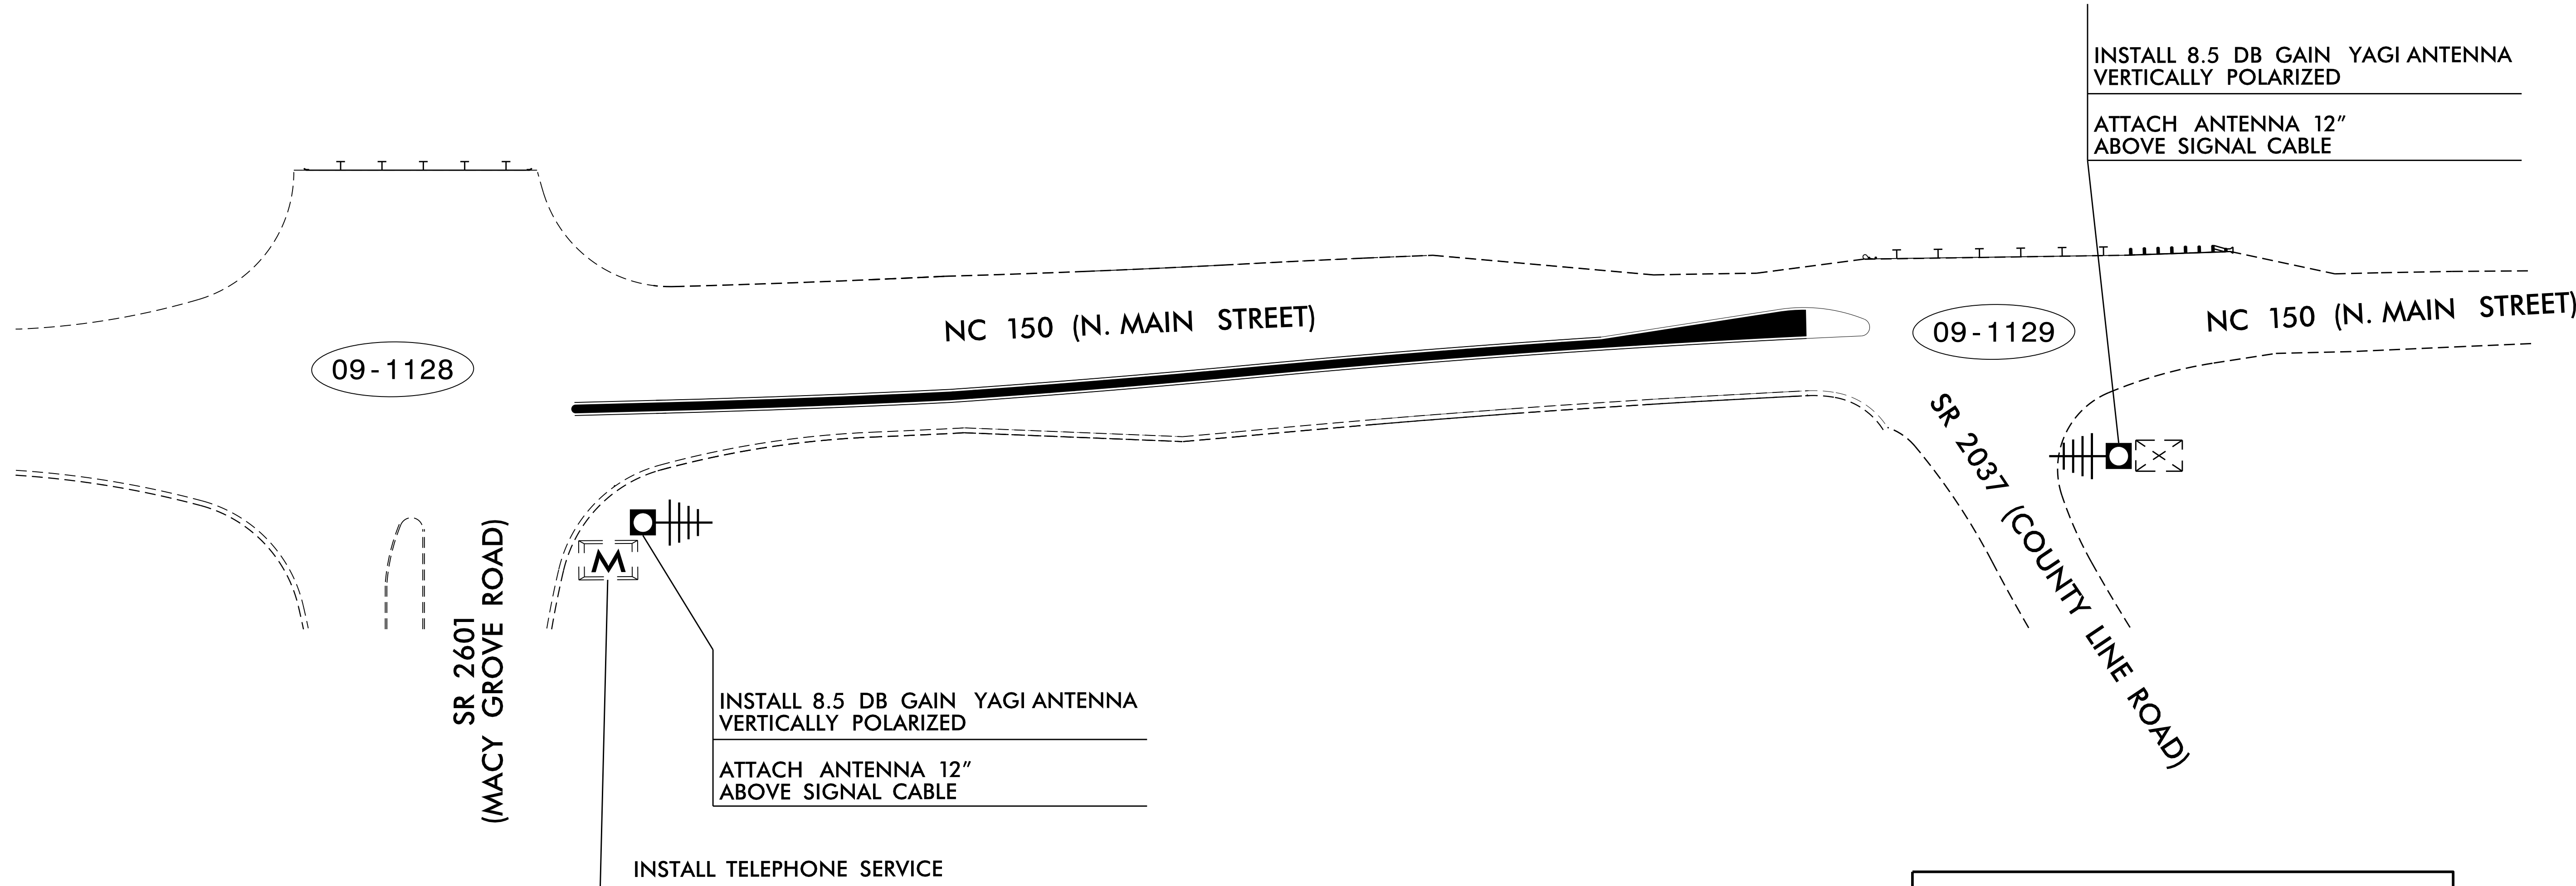 INSTALL 8.5 DB GAIN YAGI ANTENNA
VERTICALLY POLARIZED
ATTACH ANTENNA 12"
ABOVE SIGNAL CABLE
NC 150 (N. MAIN STREET)
09-1129
NC 150 (N. MAIN STREET)
09-1128
SR 2037 (COUNTY LINE ROAD)
M
SR 2601
(MACY GROVE ROAD)
INSTALL 8.5 DB GAIN YAGI ANTENNA
VERTICALLY POLARIZED
ATTACH ANTENNA 12"
ABOVE SIGNAL CABLE
INSTALL TELEPHONE SERVICE